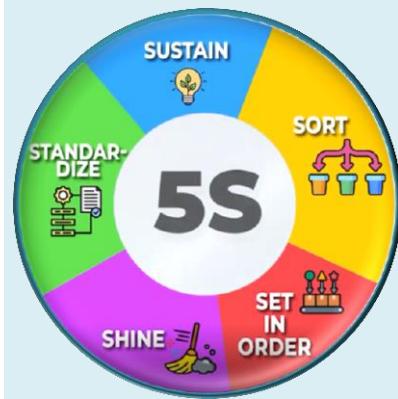 SUSTAIN
SORT
STANDAR-
DIZE
5S
SET
IN
ORDER
SHINE